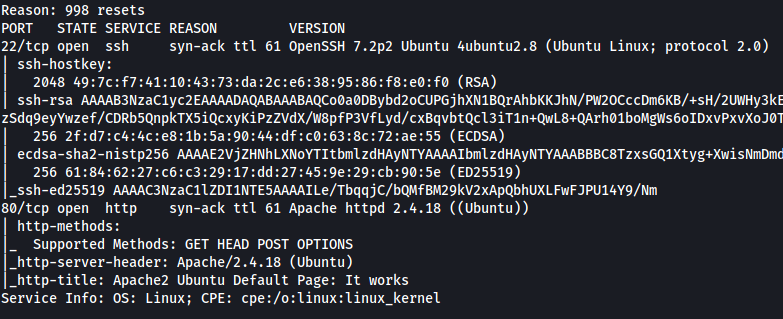 Reason: 998 resets
PORT   STATE SERVICE REASON         VERSION
22/tcp open  ssh     syn-ack ttl 61 OpenSSH 7.2p2 Ubuntu 4ubuntu2.8 (Ubuntu Linux; protocol 2.0)
| ssh-hostkey:
|   2048 49:7c:f7:41:10:43:73:da:2c:e6:38:95:86:f8:e0:f0 (RSA)
| ssh-rsa AAAAB3NzaC1yc2EAAAADAQABAAABAQCo0a0DBybd2oCUPGjhXN1BQrAhbKKJhN/PW2OCccDm6KB/+sH/2UWHy3kE
zSdq9eyYwzef/CDRb5QnpkTX5iQcxyKiPzZVdX/W8pfP3VfLyd/cxBqvbtQcl3iT1n+QwL8+QArh01boMgWs6oIDxvPxvXoJ0T
|   256 2f:d7:c4:4c:e8:1b:5a:90:44:df:c0:63:8c:72:ae:55 (ECDSA)
| ecdsa-sha2-nistp256 AAAAE2VjZHNhLXNoYTItbmlzdHAyNTYAAAAIbmlzdHAyNTYAAABBBC8TzxsGQ1Xtyg+XwisNmDmd
|   256 61:84:62:27:c6:c3:29:17:dd:27:45:9e:29:cb:90:5e (ED25519)
|_ssh-ed25519 AAAAC3NzaC1lZDI1NTE5AAAAILe/TbqqjC/bQMfBM29kV2xApQbhUXLFwFJPU14Y9/Nm
80/tcp open  http    syn-ack ttl 61 Apache httpd 2.4.18 ((Ubuntu))
| http-methods:
|_  Supported Methods: GET HEAD POST OPTIONS
|_http-server-header: Apache/2.4.18 (Ubuntu)
|_http-title: Apache2 Ubuntu Default Page: It works
Service Info: OS: Linux; CPE: cpe:/o:linux:linux_kernel